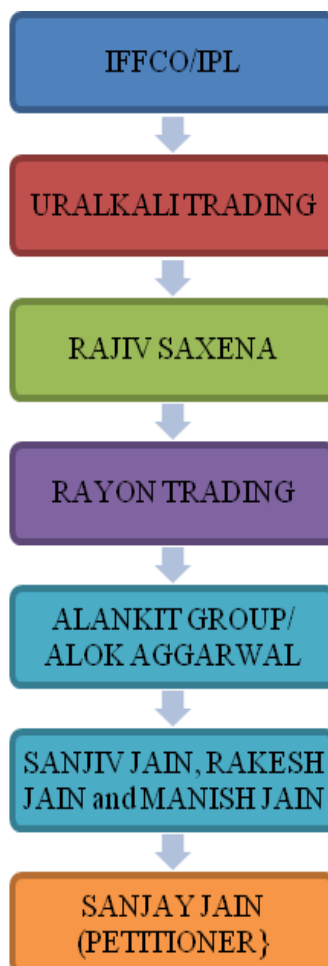 IFFCO/IPL
URALKALI TRADING
RAJIV SAXENA
RAYON TRADING
ALANKIT GROUP/
ALOK AGGARWAL
SANJIV JAIN, RAKESH
JAIN and MANISH JAIN
SANJAY JAIN
(PETITIONER}